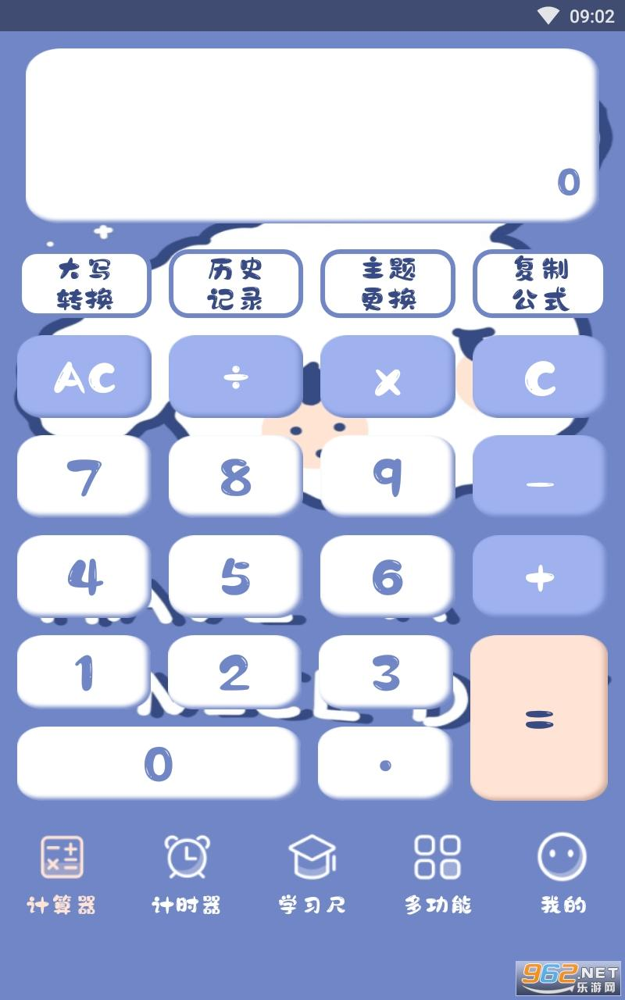 09:02
0
大写 历史 主题 复制
转换 记录 更换 公式
AC ÷ × C
7 8 9 －
4 5 6 +
1 2 3
=
0 ·
计算器 计时器 学习尺 多功能 我的
962.NET
乐游网